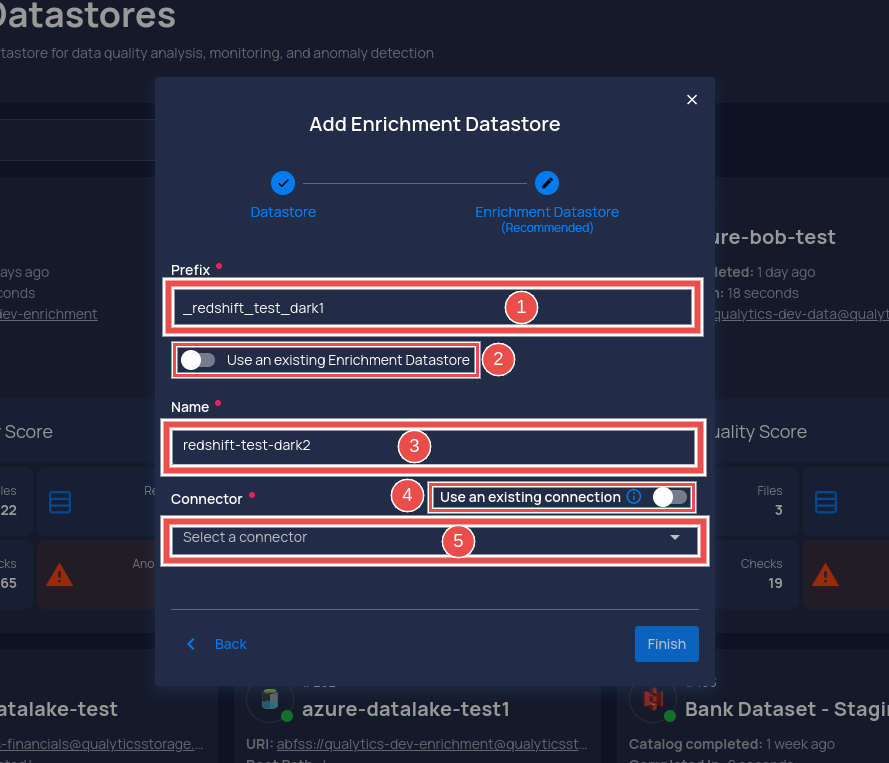 Datastores
tastore for data quality analysis, monitoring, and anomaly detection
Add Enrichment Datastore
Datastore
Enrichment Datastore
(Recommended)
ure-bob-test
ays ago
leted: 1 day ago
conds
n: 18 seconds
dev-enrichment
qualytics-dev-data@qualyt
Prefix
_redshift_test_dark1
1
Use an existing Enrichment Datastore
2
Name
redshift-test-dark2
3
Score
uality Score
Connector
4
Use an existing connection
Select a connector
5
les
22
Re
Files
3
cks
65
Ano
Checks
19
Back
Finish
atalake-test
azure-datalake-test1
Bank Dataset - Stagi
s-financials@qualyticsstorage,...
URI: abfss://qualytics-dev-enrichment@qualyticsst...
Catalog completed: 1 week ago